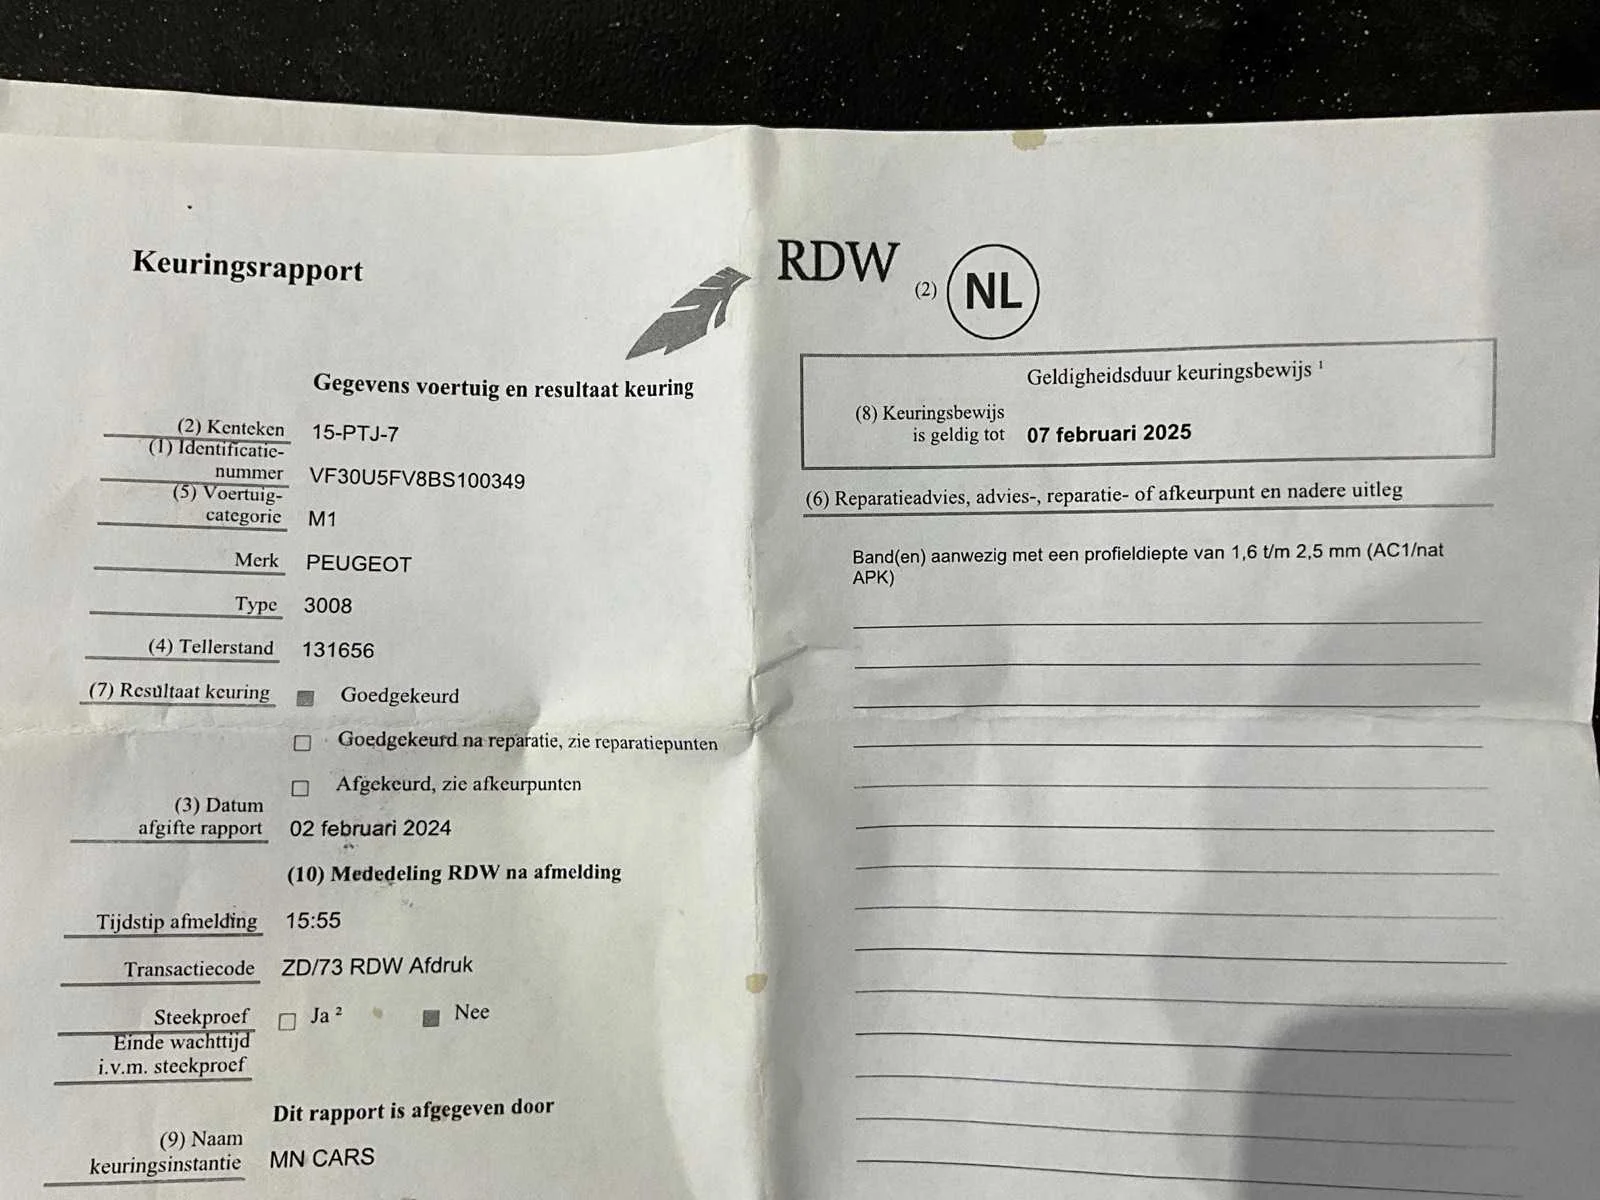 Keuringsrapport
RDW (2) NL
Gegevens voertuig en resultaat keuring
(2) Kenteken 15-PTJ-7
(1) Identificatie-
nummer VF30U5FV8BS100349
(5) Voertuig-
categorie M1
Merk PEUGEOT
Type 3008
(4) Tellerstand 131656
(7) Resultaat keuring Goedgekeurd
Goedgekeurd na reparatie, zie reparatiepunten
Afgekeurd, zie afkeurpunten
(3) Datum
afgifte rapport 02 februari 2024
(10) Mededeling RDW na afmelding
Tijdstip afmelding 15:55
Transactiecode ZD/73 RDW Afdruk
Steekproef Ja ² Nee
Einde wachttijd
i.v.m. steekproef
Dit rapport is afgegeven door
(9) Naam
keuringsinstantie MN CARS
Geldigheidsduur keuringsbewijs ¹
(8) Keuringsbewijs
is geldig tot 07 februari 2025
(6) Reparatieadvies, advies-, reparatie- of afkeurpunt en nadere uitleg
Band(en) aanwezig met een profieldiepte van 1,6 t/m 2,5 mm (AC1/nat
APK)